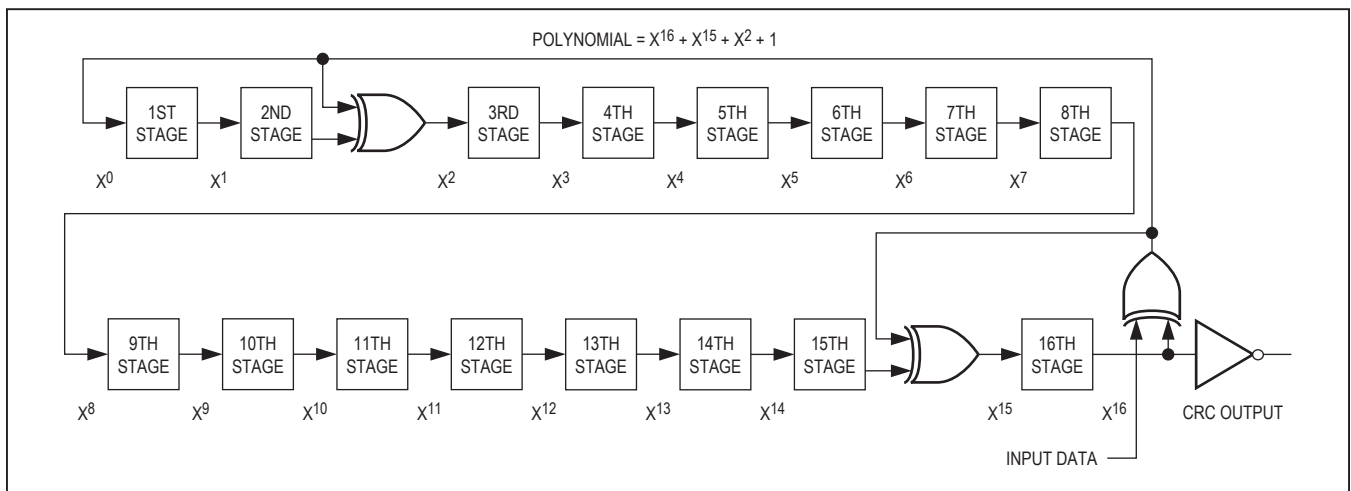 POLYNOMIAL = X¹⁶ + X¹⁵ + X² + 1
1ST
STAGE
2ND
STAGE
3RD
STAGE
4TH
STAGE
5TH
STAGE
6TH
STAGE
7TH
STAGE
8TH
STAGE
X⁰
X¹
X²
X³
X⁴
X⁵
X⁶
X⁷
9TH
STAGE
10TH
STAGE
11TH
STAGE
12TH
STAGE
13TH
STAGE
14TH
STAGE
15TH
STAGE
16TH
STAGE
X⁸
X⁹
X¹⁰
X¹¹
X¹²
X¹³
X¹⁴
X¹⁵
X¹⁶
CRC OUTPUT
INPUT DATA